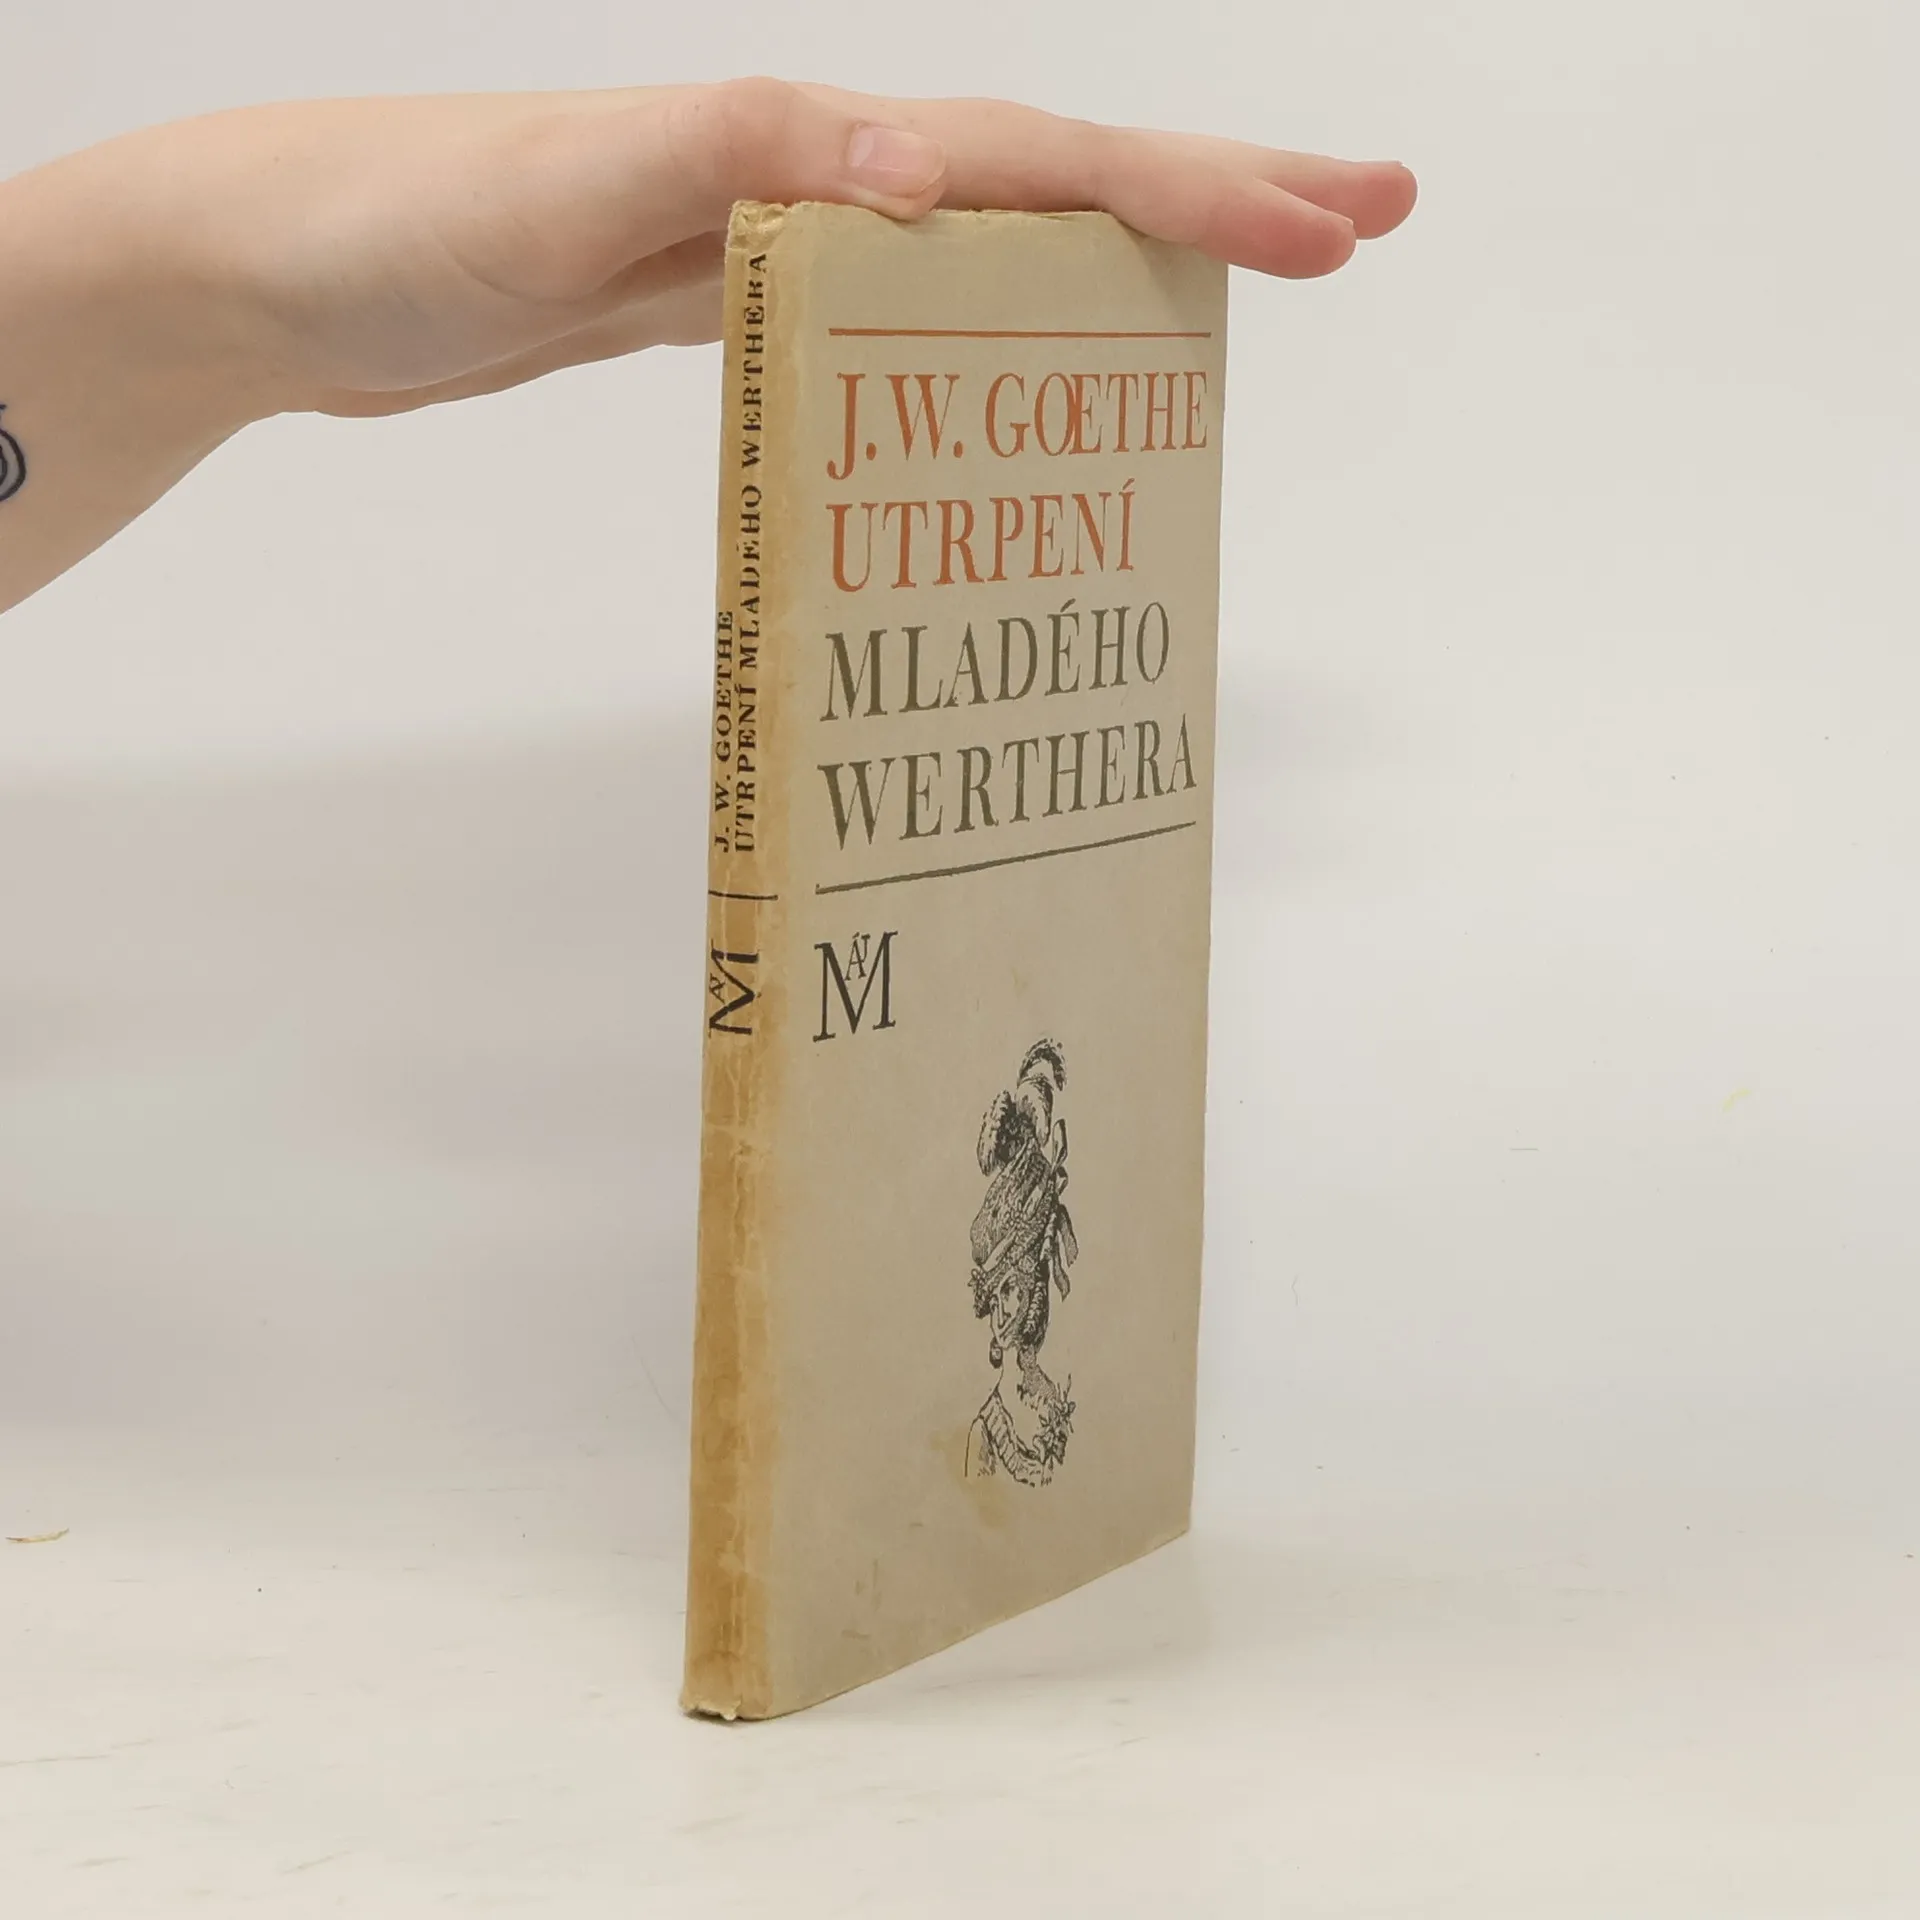 J. W. GOETHE
UTRPENÍ MLADÉHO WERTHERA
MÁJ
J. W. GOETHE
UTRPENÍ
MLADÉHO
WERTHERA
MÁJ